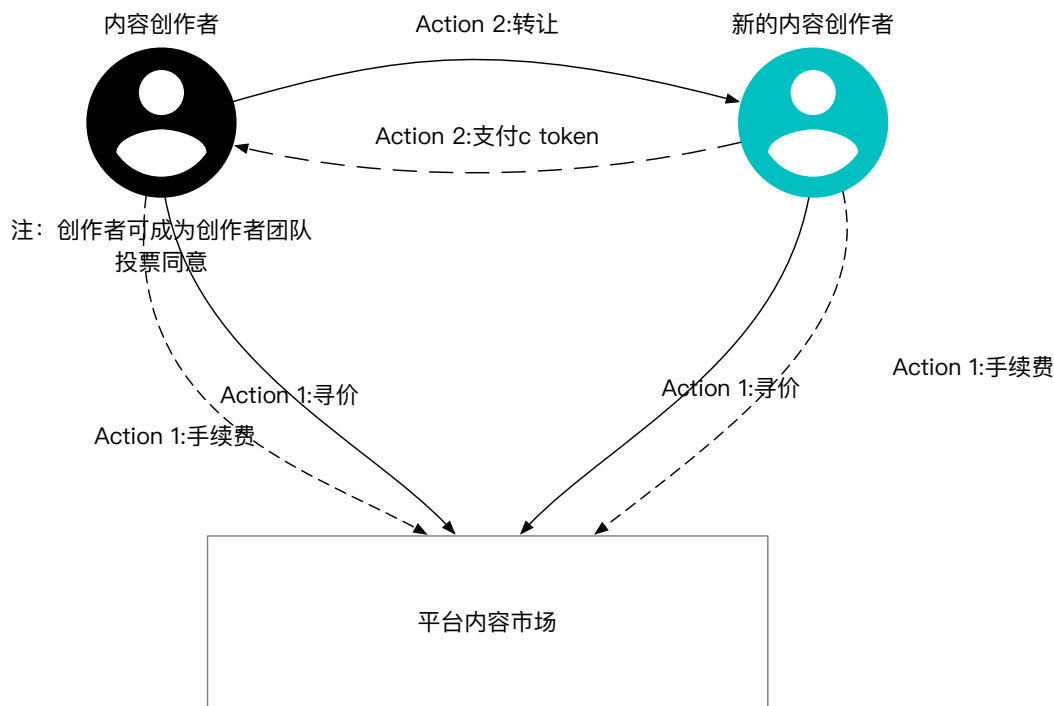 内容创作者
Action 2:转让
新的内容创作者
Action 2:支付c token
注：创作者可成为创作者团队
投票同意
Action 1:寻价
Action 1:手续费
Action 1:寻价
Action 1:手续费
平台内容市场